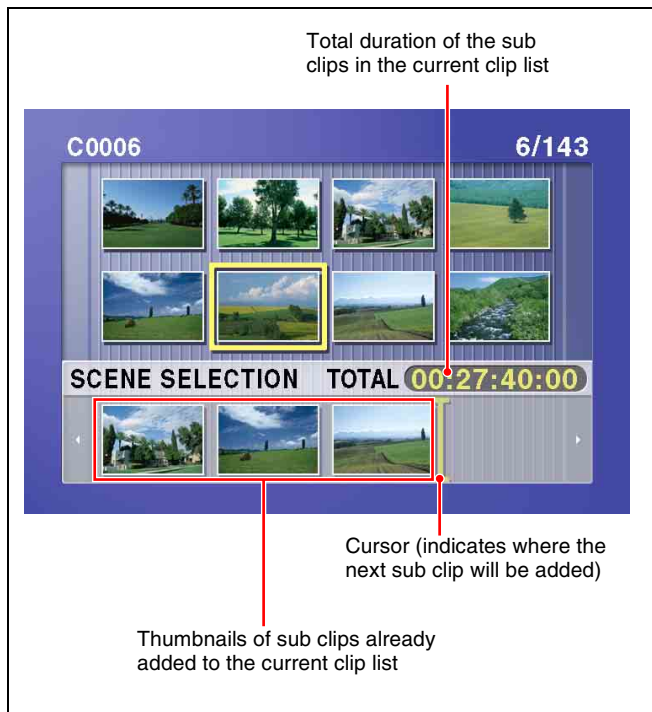 Total duration of the sub
clips in the current clip list
C0006 6/143
SCENE SELECTION TOTAL 00:27:40:00
Cursor (indicates where the
next sub clip will be added)
Thumbnails of sub clips already
added to the current clip list